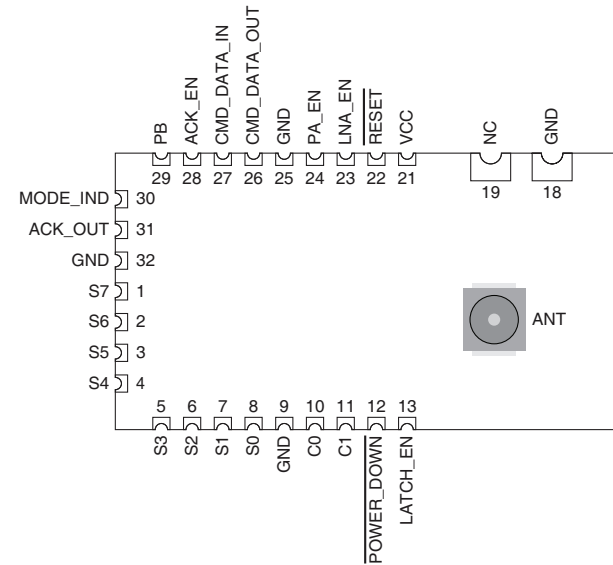 PB
ACK_EN
CMD_DATA_IN
CMD_DATA_OUT
GND
PA_EN
LNA_EN
RESET
VCC
NC
GND
29
28
27
26
25
24
23
22
21
19
18
MODE_IND 30
ACK_OUT 31
GND 32
S7 1
S6 2
S5 3
S4 4
ANT
5
6
7
8
9
10
11
12
13
S3
S2
S1
S0
GND
C0
C1
POWER_DOWN
LATCH_EN